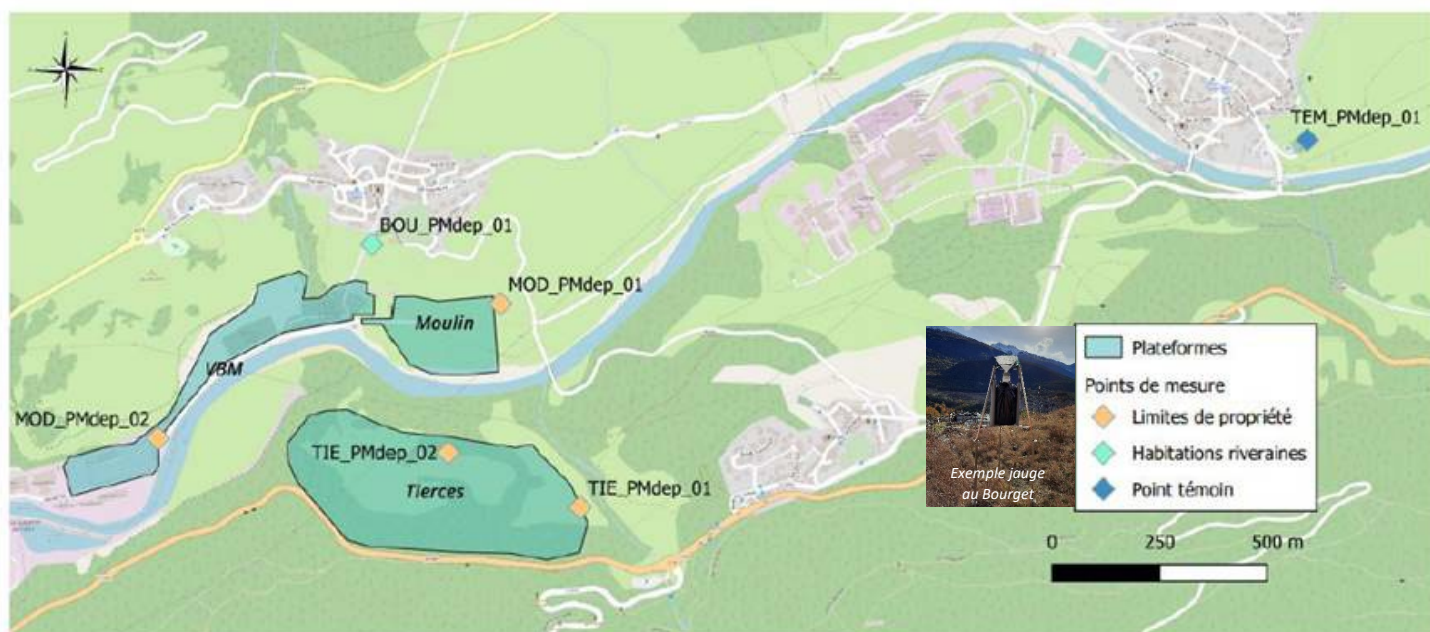 TEM_PMdep_01
BOU_PMdep_01
MOD_PMdep_01
Moulin
VBM
MOD_PMdep_02
TIE_PMdep_02
Tierces
TIE_PMdep_01
Exemple jauge
au Bourget
Plateformes
Points de mesure
Limites de propriété
Habitations riveraines
Point témoin
0 250 500 m